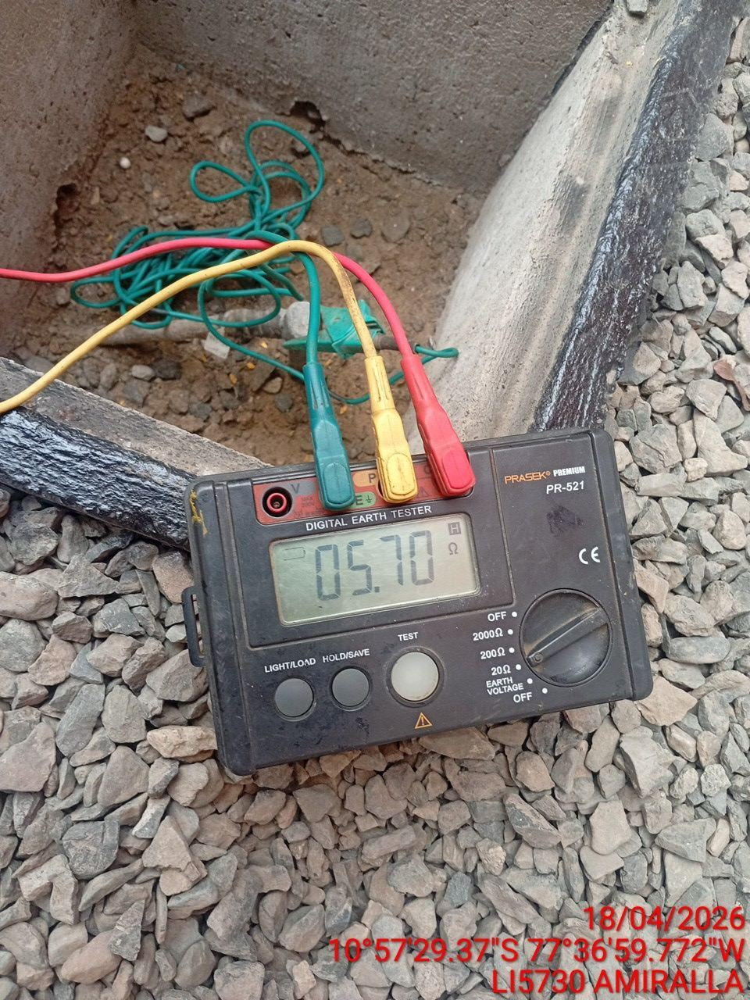 PRASEK® PREMIUM
PR-521
V
P
E
DIGITAL EARTH TESTER
H
05.70
Ω
CE
LIGHT/LOAD
HOLD/SAVE
TEST
OFF
2000Ω
200Ω
20Ω
EARTH
VOLTAGE
OFF
18/04/2026
10°57'29.37"S 77°36'59.772"W
LI5730 AMIRALLA